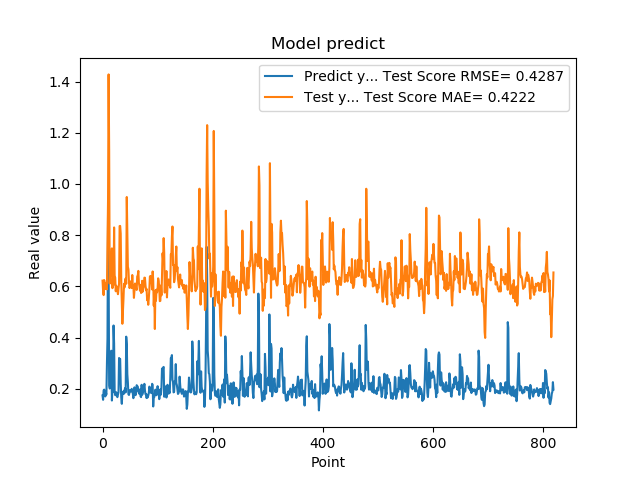 Model predict
Predict y... Test Score RMSE= 0.4287
Test y... Test Score MAE= 0.4222
Real value
1.4
1.2
1.0
0.8
0.6
0.4
0.2
0 200 400 600 800
Point